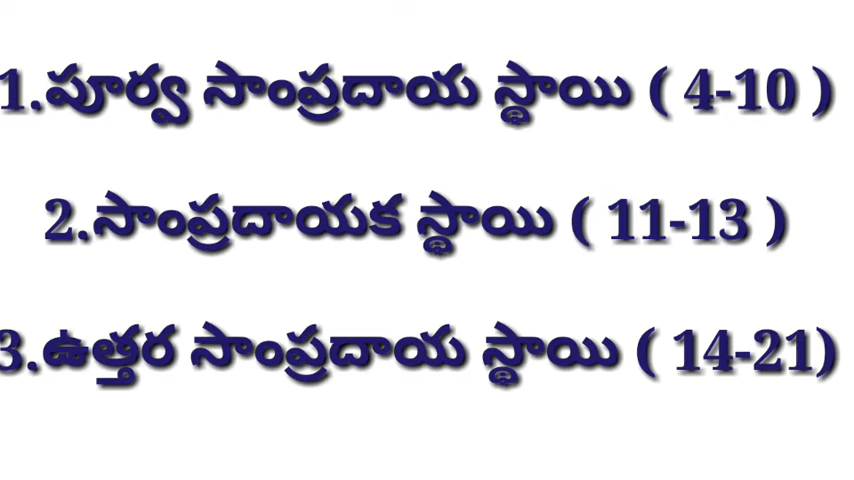 1.పూర్వ సాంప్రదాయ స్థాయి ( 4-10 )
2.సాంప్రదాయక స్థాయి ( 11-13 )
3.ఉత్తర సాంప్రదాయ స్థాయి ( 14-21)